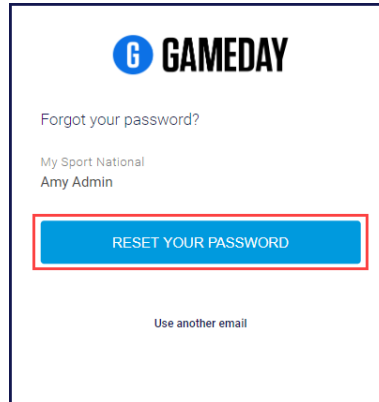 G GAMEDAY
Forgot your password?
My Sport National
Amy Admin
RESET YOUR PASSWORD
Use another email